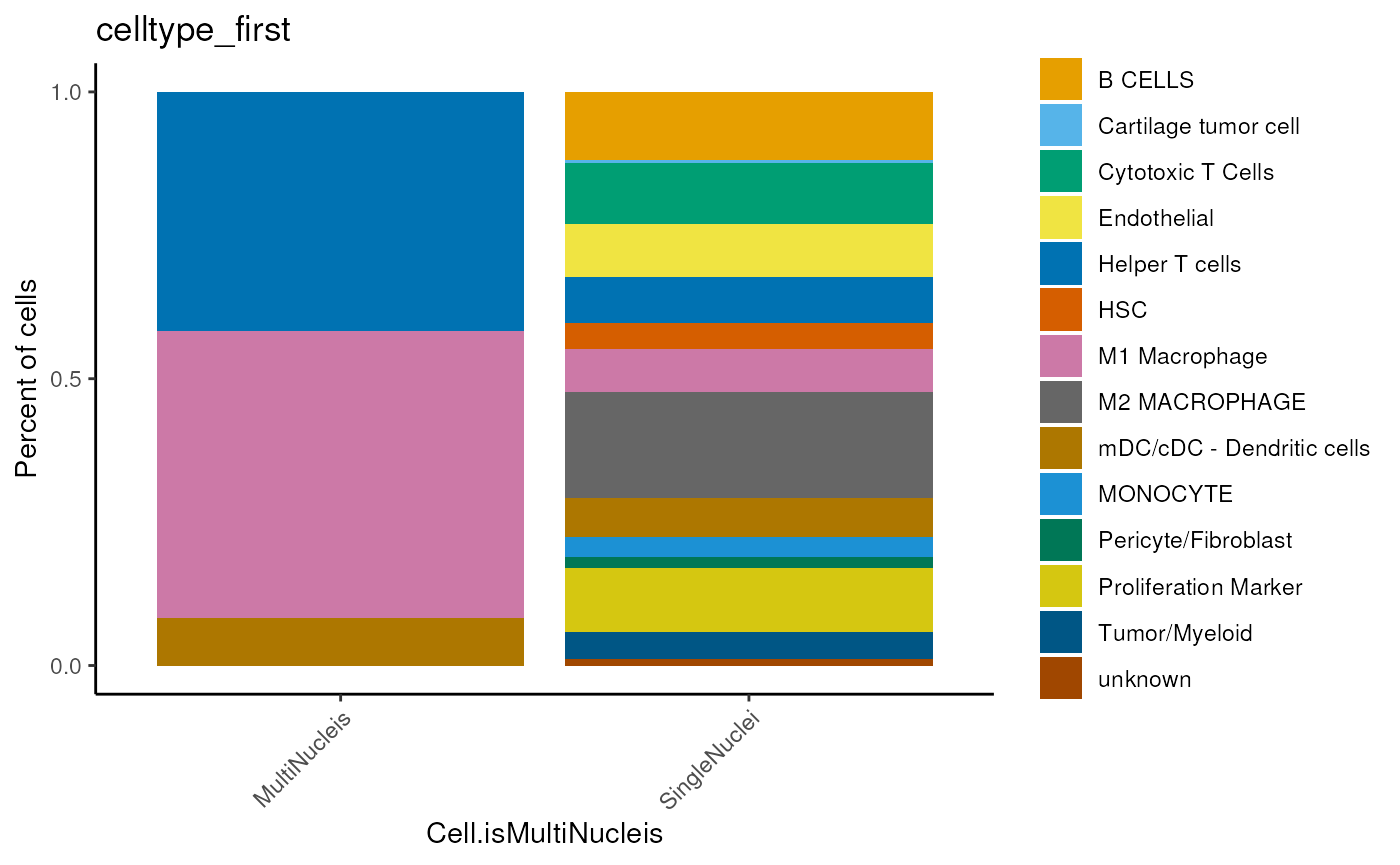 celltype_first
Percent of cells
1.0
0.5
0.0
MultiNucleis
SingleNuclei
Cell.isMultiNucleis
B CELLS
Cartilage tumor cell
Cytotoxic T Cells
Endothelial
Helper T cells
HSC
M1 Macrophage
M2 MACROPHAGE
mDC/cDC - Dendritic cells
MONOCYTE
Pericyte/Fibroblast
Proliferation Marker
Tumor/Myeloid
unknown